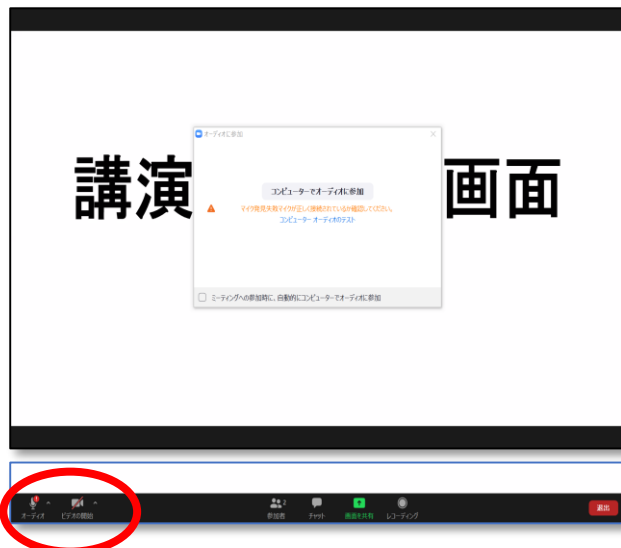 オーディオに参加
講演
画面
コンピューターでオーディオに参加
マイク発見失敗マイクが正しく接続されているか確認してください。
コンピューター オーディオのテスト
ミーティングへの参加時に、自動的にコンピューターでオーディオに参加
オーディオ ビデオの開始 参加者 2 チャット 画面を共有 レコーディング 退出